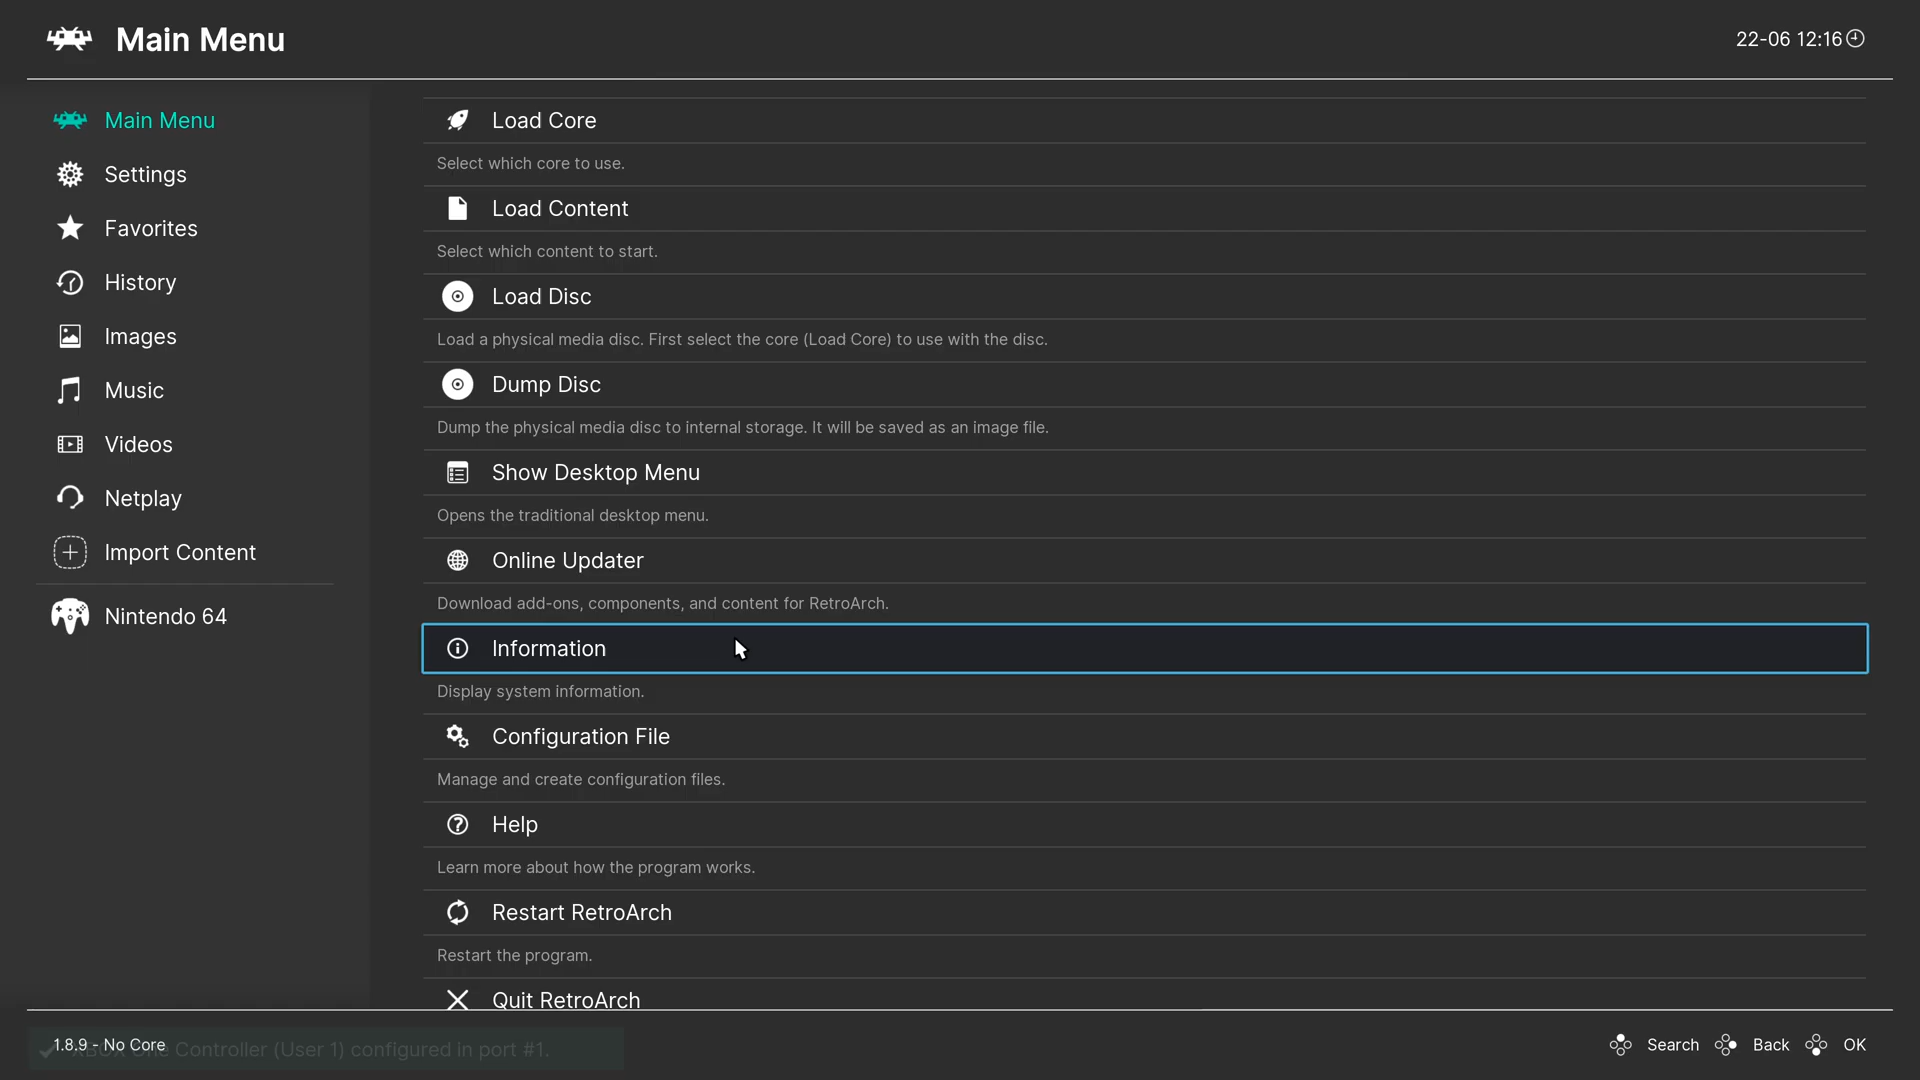 Main Menu
22-06 12:16
Main Menu
Settings
Favorites
History
Images
Music
Videos
Netplay
Import Content
Nintendo 64
Load Core
Select which core to use.
Load Content
Select which content to start.
Load Disc
Load a physical media disc. First select the core (Load Core) to use with the disc.
Dump Disc
Dump the physical media disc to internal storage. It will be saved as an image file.
Show Desktop Menu
Opens the traditional desktop menu.
Online Updater
Download add-ons, components, and content for RetroArch.
Information
Display system information.
Configuration File
Manage and create configuration files.
Help
Learn more about how the program works.
Restart RetroArch
Restart the program.
Quit RetroArch
1.8.9 - No Core
Controller (User 1) configured in port #1.
Search Back OK